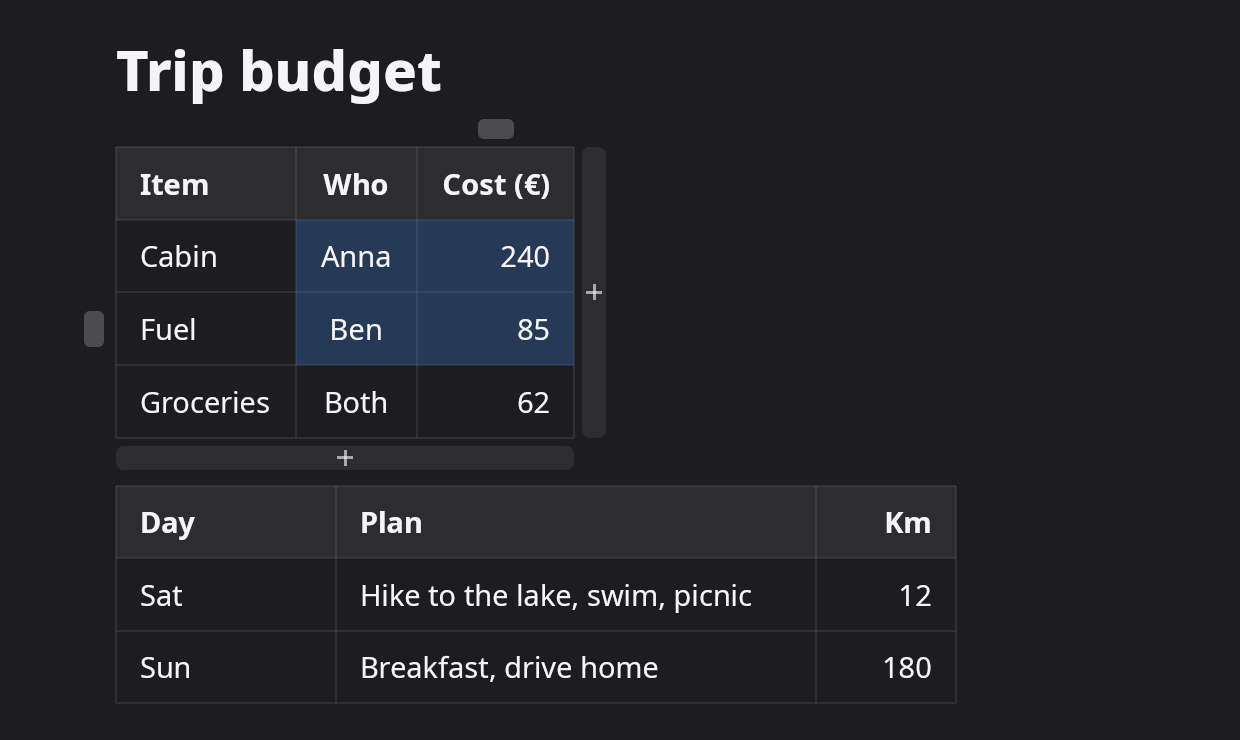 Trip budget
Item Who Cost (€)
Cabin Anna 240
Fuel Ben 85
Groceries Both 62
Day Plan Km
Sat Hike to the lake, swim, picnic 12
Sun Breakfast, drive home 180